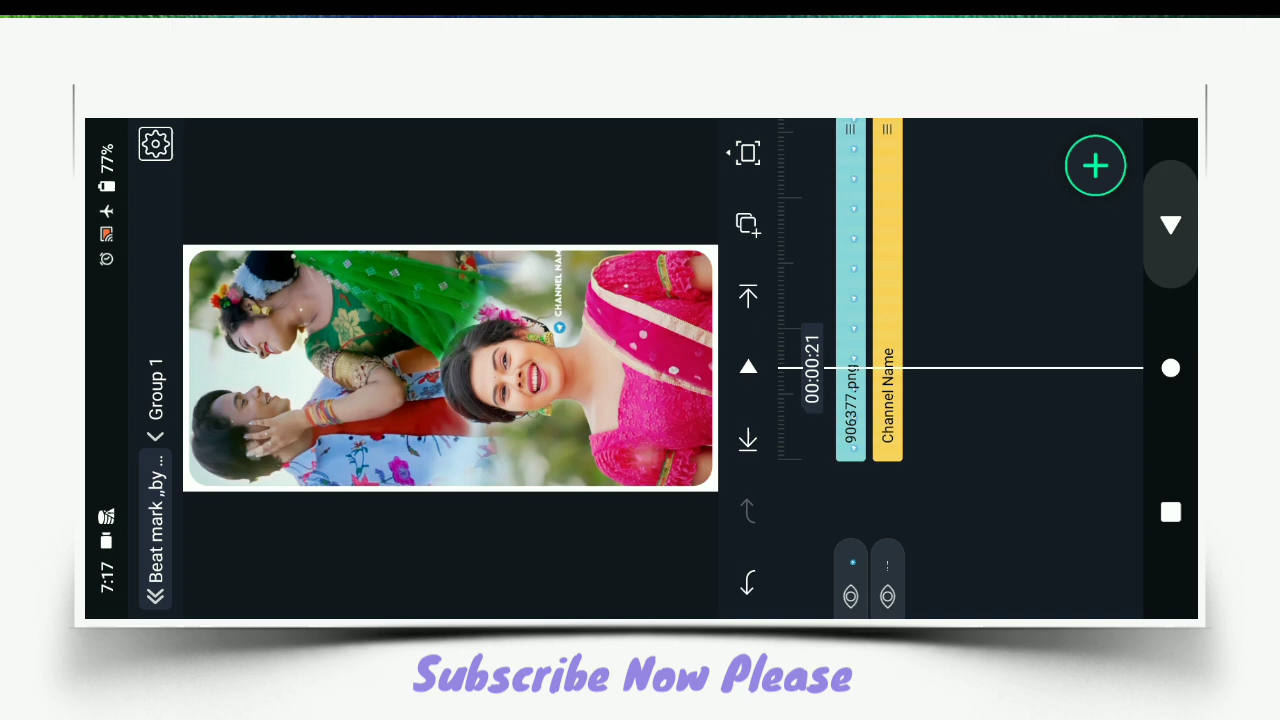 7:17
77%
Beat mark ,,by ...
Group 1
CHANNEL NAM
00:00:21
906377.png
Channel Name
Subscribe Now Please